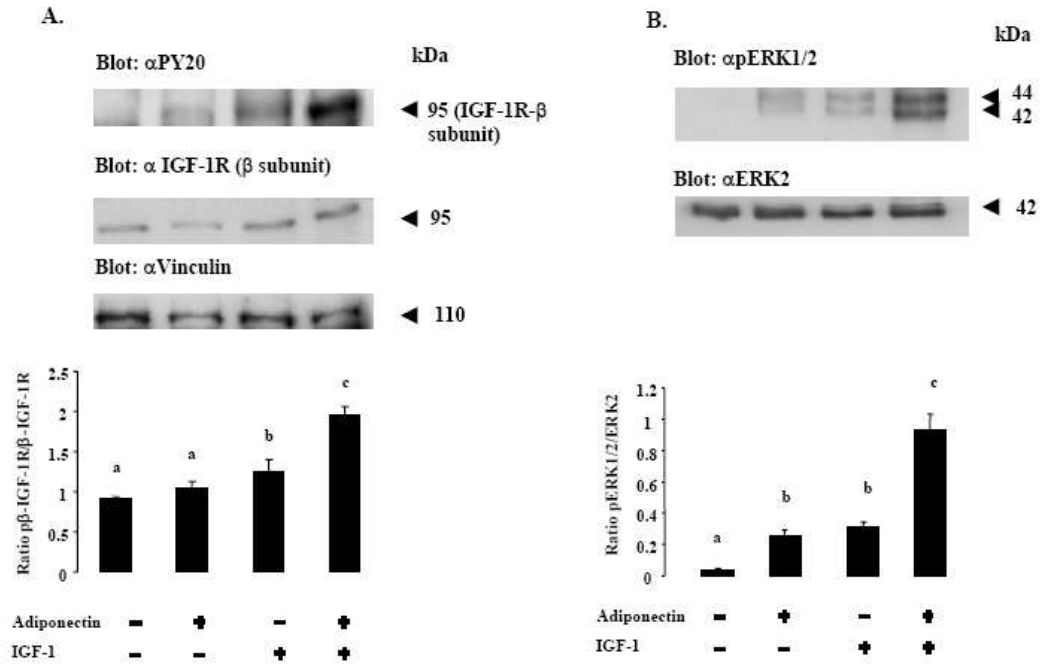 A.
Blot: αPY20
kDa
95 (IGF-1R-β
subunit)
Blot: α IGF-1R (β subunit)
95
Blot: αVinculin
110
Ratio pβ-IGF-1R/β-IGF-1R
2.5
2
1.5
1
0.5
0
a
a
b
c
Adiponectin - + - +
IGF-1 - - + +
B.
kDa
Blot: αpERK1/2
44
42
Blot: αERK2
42
Ratio pERK1/2/ERK2
1.2
1
0.8
0.6
0.4
0.2
0
a
b
b
c
Adiponectin - + - +
IGF-1 - - + +